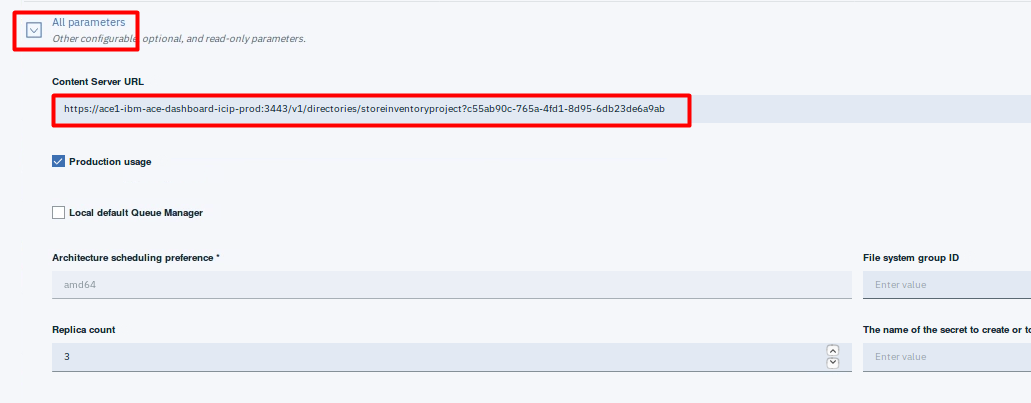 All parameters
Other configurable, optional, and read-only parameters.
Content Server URL
https://ace1-ibm-ace-dashboard-icip-prod:3443/v1/directories/storeinventoryproject?c55ab90c-765a-4fd1-8d95-6db23de6a9ab
Production usage
Local default Queue Manager
Architecture scheduling preference *
File system group ID
amd64
Enter value
Replica count
The name of the secret to create or to
3
Enter value